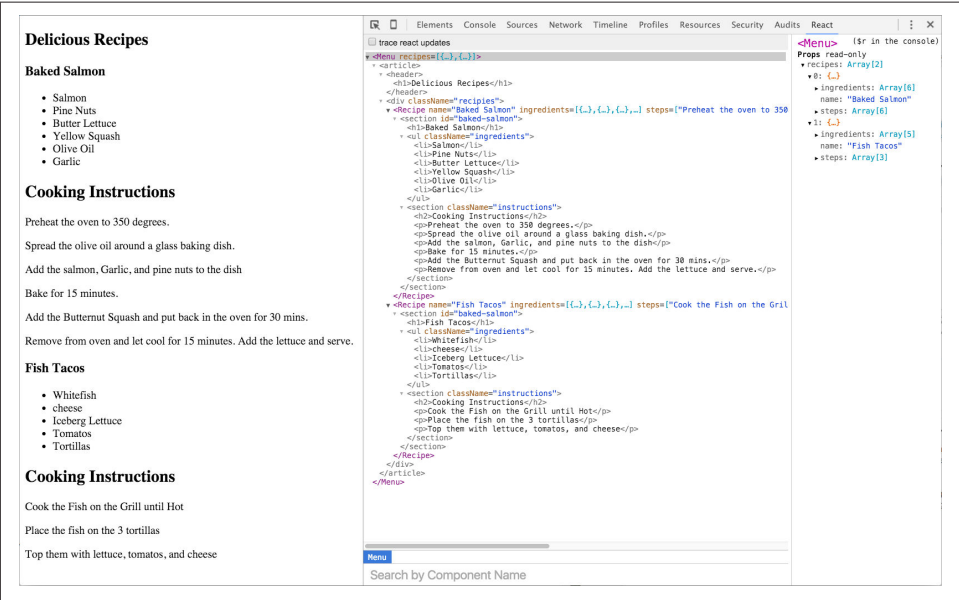 Delicious Recipes
Baked Salmon
• Salmon
• Pine Nuts
• Butter Lettuce
• Yellow Squash
• Olive Oil
• Garlic
Cooking Instructions
Preheat the oven to 350 degrees.
Spread the olive oil around a glass baking dish.
Add the salmon, Garlic, and pine nuts to the dish
Bake for 15 minutes.
Add the Butternut Squash and put back in the oven for 30 mins.
Remove from oven and let cool for 15 minutes. Add the lettuce and serve.
Fish Tacos
• Whitefish
• cheese
• Iceberg Lettuce
• Tomatos
• Tortillas
Cooking Instructions
Cook the Fish on the Grill until Hot
Place the fish on the 3 tortillas
Top them with lettuce, tomatos, and cheese
Elements Console Sources Network Timeline Profiles Resources Security Audits React
trace react updates
<Menu recipes=[{…},{…}]>
<article>
<header>
<h1>Delicious Recipes</h1>
</header>
<div className="recipies">
<Recipe name="Baked Salmon" ingredients=[{…},{…},{…},…] steps=["Preheat the oven to 350
<section id="baked-salmon">
<h1>Baked Salmon</h1>
<ul className="ingredients">
<li>Salmon</li>
<li>Pine Nuts</li>
<li>Butter Lettuce</li>
<li>Yellow Squash</li>
<li>Olive Oil</li>
<li>Garlic</li>
</ul>
<section className="instructions">
<h2>Cooking Instructions</h2>
<p>Preheat the oven to 350 degrees.</p>
<p>Spread the olive oil around a glass baking dish.</p>
<p>Add the salmon, Garlic, and pine nuts to the dish</p>
<p>Bake for 15 minutes.</p>
<p>Add the Butternut Squash and put back in the oven for 30 mins.</p>
<p>Remove from oven and let cool for 15 minutes. Add the lettuce and serve.</p>
</section>
</section>
</Recipe>
<Recipe name="Fish Tacos" ingredients=[{…},{…},{…},…] steps=["Cook the Fish on the Gril
<section id="baked-salmon">
<h1>Fish Tacos</h1>
<ul className="ingredients">
<li>Whitefish</li>
<li>cheese</li>
<li>Iceberg Lettuce</li>
<li>Tomatos</li>
<li>Tortillas</li>
</ul>
<section className="instructions">
<h2>Cooking Instructions</h2>
<p>Cook the Fish on the Grill until Hot</p>
<p>Place the fish on the 3 tortillas</p>
<p>Top them with lettuce, tomatos, and cheese</p>
</section>
</section>
</Recipe>
</div>
</article>
</Menu>
Menu
Search by Component Name
<Menu> ($r in the console)
Props read-only
recipes: Array[2]
0: {…}
ingredients: Array[6]
name: "Baked Salmon"
steps: Array[6]
1: {…}
ingredients: Array[5]
name: "Fish Tacos"
steps: Array[3]